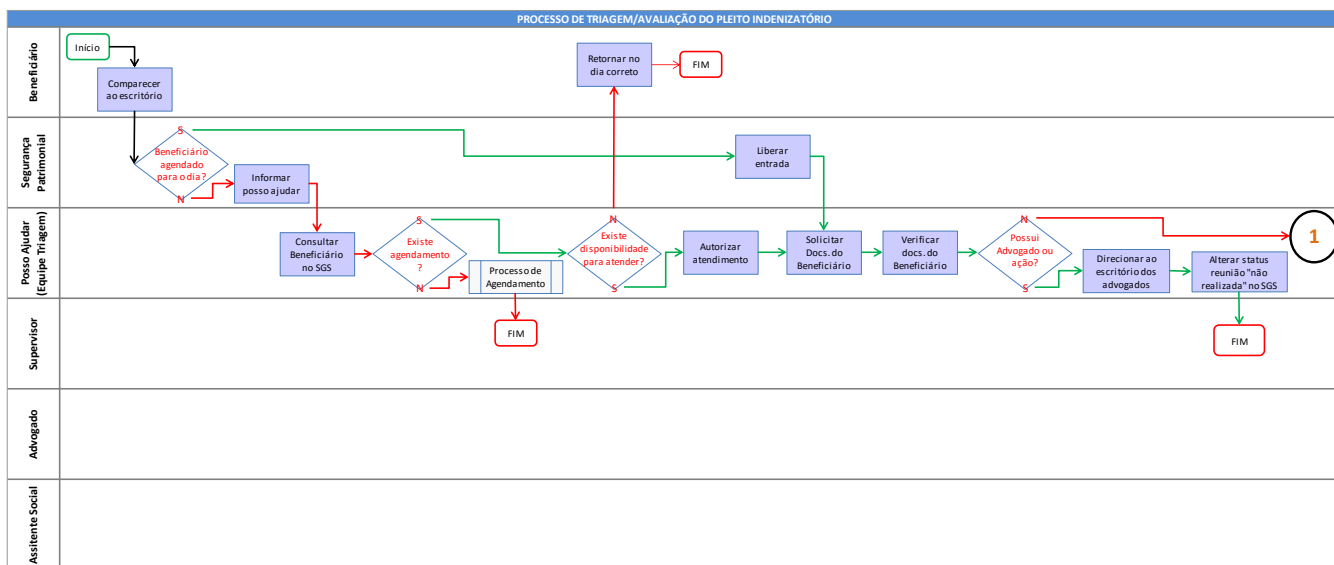 PROCESSO DE TRIAGEM/AVALIAÇÃO DO PLEITO INDENIZATÓRIO
Beneficiário
Início
Comparecer
ao escritório
Retornar no
dia correto
FIM
Segurança
Patrimonial
S
Beneficiário
agendado
para o dia?
N
Informar
posso ajudar
Liberar
entrada
Posso Ajudar
(Equipe Triagem)
Consultar
Beneficiário
no SGS
S
Existe
agendamento
?
N
Processo de
Agendamento
N
Existe
disponibilidade
para atender?
S
Autorizar
atendimento
Solicitar
Docs. do
Beneficiário
Verificar
docs. do
Beneficiário
N
Possui
Advogado ou
ação?
S
Direcionar ao
escritório dos
advogados
Alterar status
reunião "não
realizada" no SGS
1
Supervisor
FIM
FIM
Advogado
Assitente Social